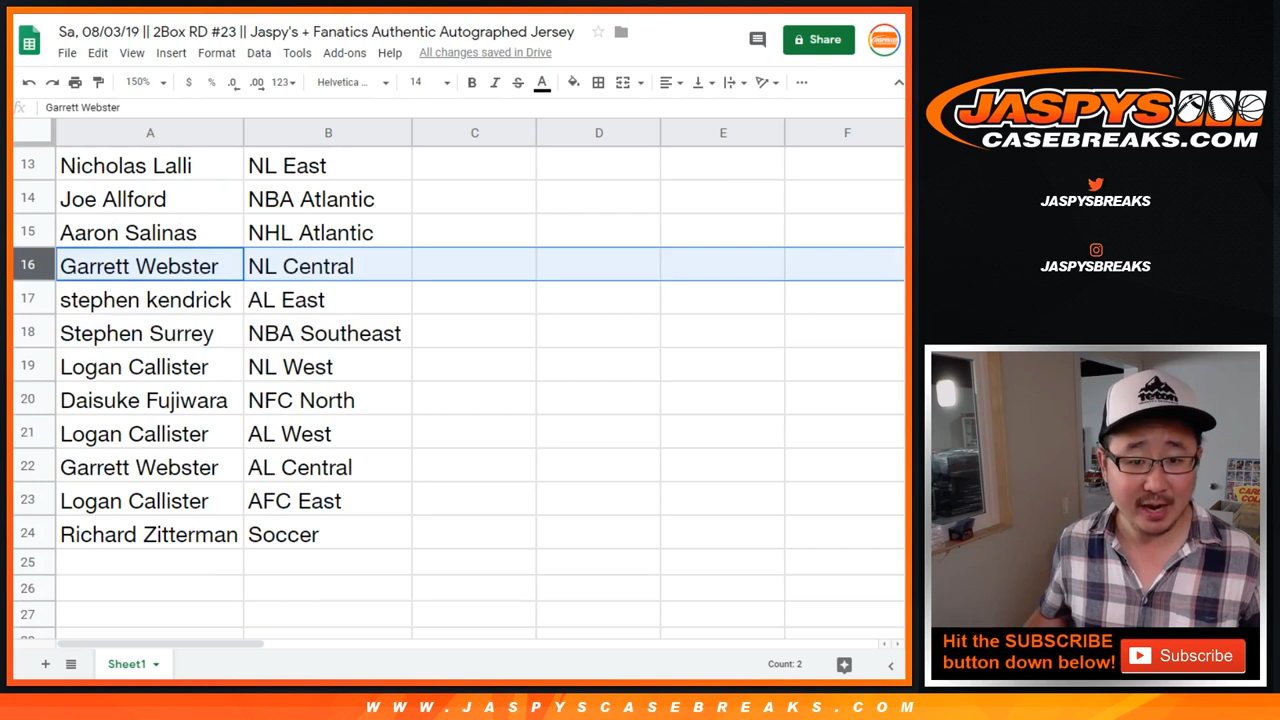 Sa, 08/03/19 || 2Box RD #23 || Jaspy's + Fanatics Authentic Autographed Jersey
File Edit View Insert Format Data Tools Add-ons Help All changes saved in Drive
Share
150% $ % .0 .00 123 Helvetica ... 14 B I S A
fx Garrett Webster
A B C D E F
13 Nicholas Lalli NL East
14 Joe Allford NBA Atlantic
15 Aaron Salinas NHL Atlantic
16 Garrett Webster NL Central
17 stephen kendrick AL East
18 Stephen Surrey NBA Southeast
19 Logan Callister NL West
20 Daisuke Fujiwara NFC North
21 Logan Callister AL West
22 Garrett Webster AL Central
23 Logan Callister AFC East
24 Richard Zitterman Soccer
25
26
27
Sheet1
Count: 2
JASPYS
CASEBREAKS.COM
JASPYSBREAKS
JASPYSBREAKS
Teton
Hit the SUBSCRIBE
button down below!
Subscribe
WWW.JASPYSCASEBREAKS.COM